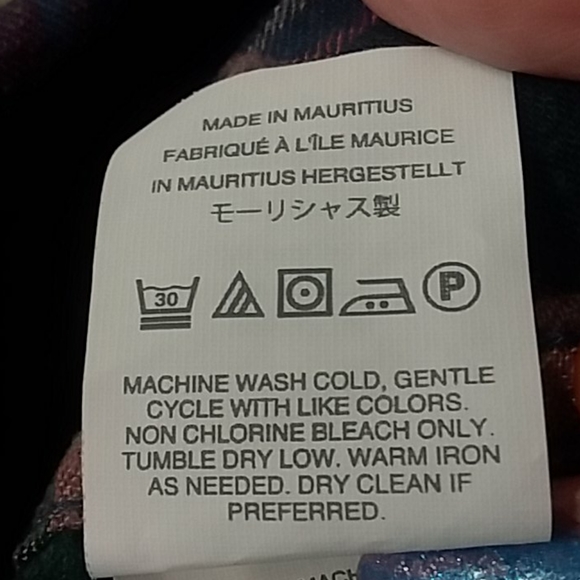 MADE IN MAURITIUS
FABRIQUÉ À L'ÎLE MAURICE
IN MAURITIUS HERGESTELLT
モーリシャス製
30 P
MACHINE WASH COLD, GENTLE
CYCLE WITH LIKE COLORS.
NON CHLORINE BLEACH ONLY.
TUMBLE DRY LOW. WARM IRON
AS NEEDED. DRY CLEAN IF
PREFERRED.